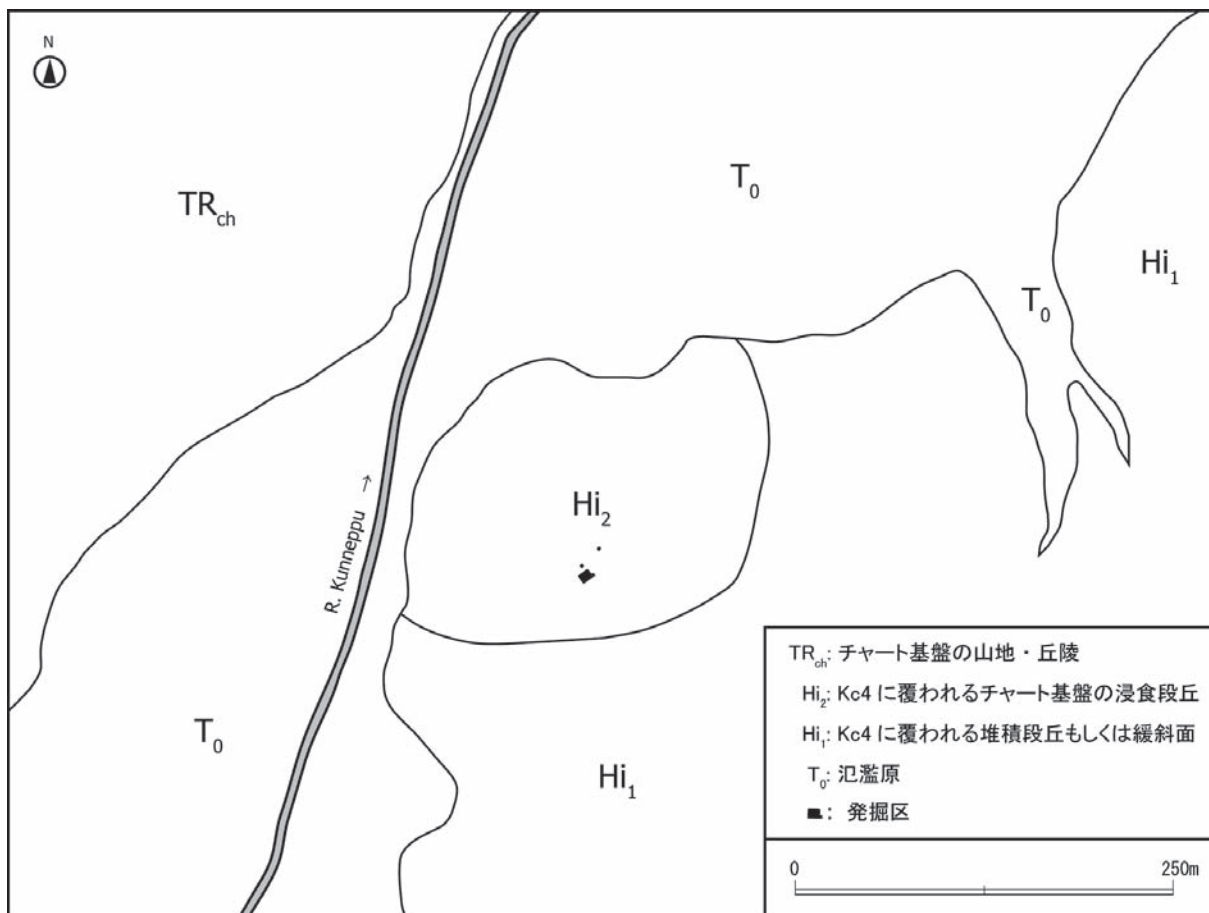 N
TRch
T0
T0
Hi1
Hi2
R. Kunneppu →
T0
Hi1
TRch: チャート基盤の山地・丘陵
Hi2: Kc4 に覆われるチャート基盤の浸食段丘
Hi1: Kc4 に覆われる堆積段丘もしくは緩斜面
T0: 氾濫原
■: 発掘区
0 250m